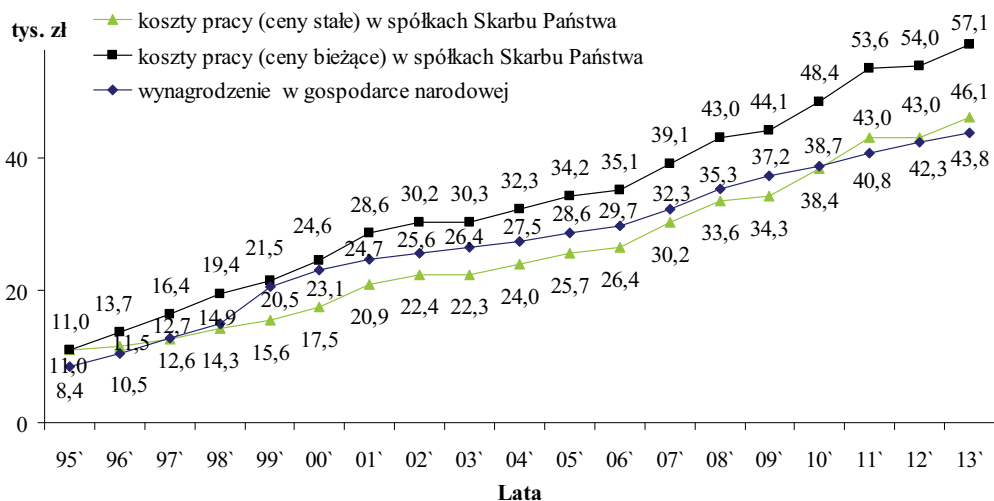 tys. zł
koszty pracy (ceny stałe) w spółkach Skarbu Państwa
koszty pracy (ceny bieżące) w spółkach Skarbu Państwa
wynagrodzenie w gospodarce narodowej
40
20
0
11,0 13,7 16,4 19,4 21,5 24,6 28,6 30,2 30,3 32,3 34,2 35,1 39,1 43,0 44,1 48,4 53,6 54,0 57,1
11,0 11,5 12,6 14,3 15,6 17,5 20,9 22,4 22,3 24,0 25,7 26,4 30,2 33,6 34,3 38,4 43,0 43,0 46,1
8,4 10,5 12,7 14,9 20,5 23,1 24,7 25,6 26,4 27,5 28,6 29,7 32,3 35,3 37,2 38,7 40,8 42,3 43,8
95` 96` 97` 98` 99` 00` 01` 02` 03` 04` 05` 06` 07` 08` 09` 10` 11` 12` 13`
Lata